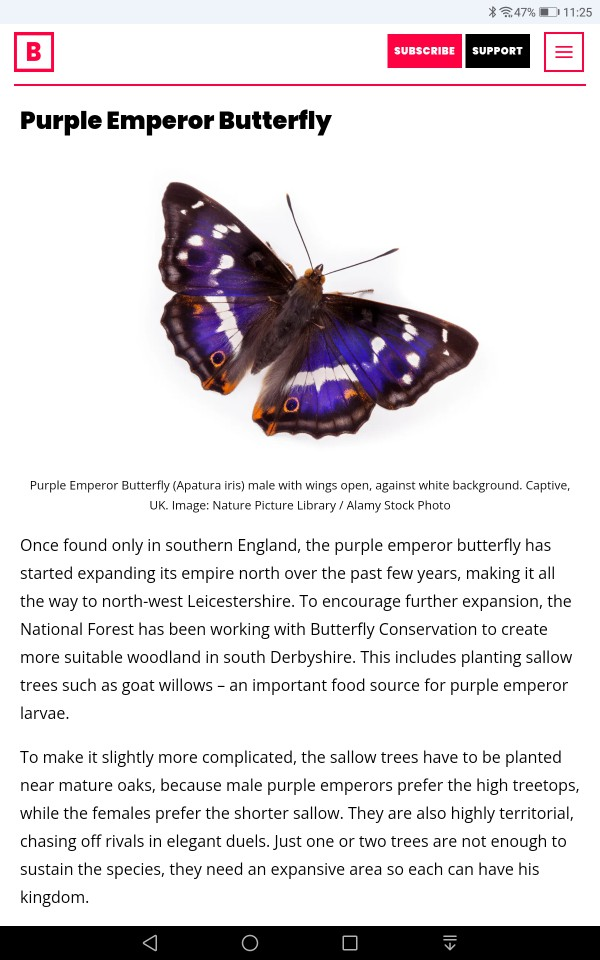 47% 11:25
B
SUBSCRIBE SUPPORT
Purple Emperor Butterfly
Purple Emperor Butterfly (Apatura iris) male with wings open, against white background. Captive,
UK. Image: Nature Picture Library / Alamy Stock Photo
Once found only in southern England, the purple emperor butterfly has
started expanding its empire north over the past few years, making it all
the way to north-west Leicestershire. To encourage further expansion, the
National Forest has been working with Butterfly Conservation to create
more suitable woodland in south Derbyshire. This includes planting sallow
trees such as goat willows – an important food source for purple emperor
larvae.
To make it slightly more complicated, the sallow trees have to be planted
near mature oaks, because male purple emperors prefer the high treetops,
while the females prefer the shorter sallow. They are also highly territorial,
chasing off rivals in elegant duels. Just one or two trees are not enough to
sustain the species, they need an expansive area so each can have his
kingdom.